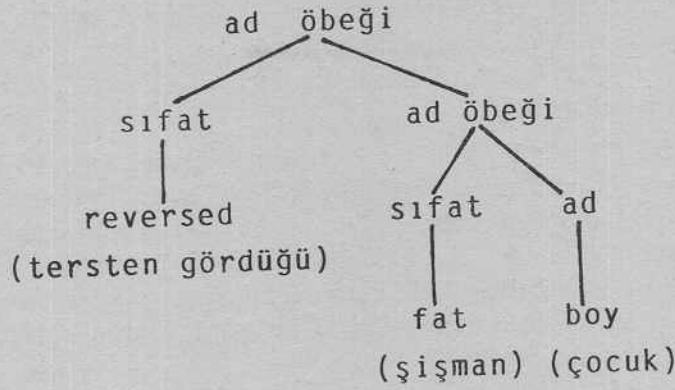 ad öbeği
sıfat ad öbeği
reversed sıfat ad
(tersten gördüğü)
fat boy
(şişman) (çocuk)